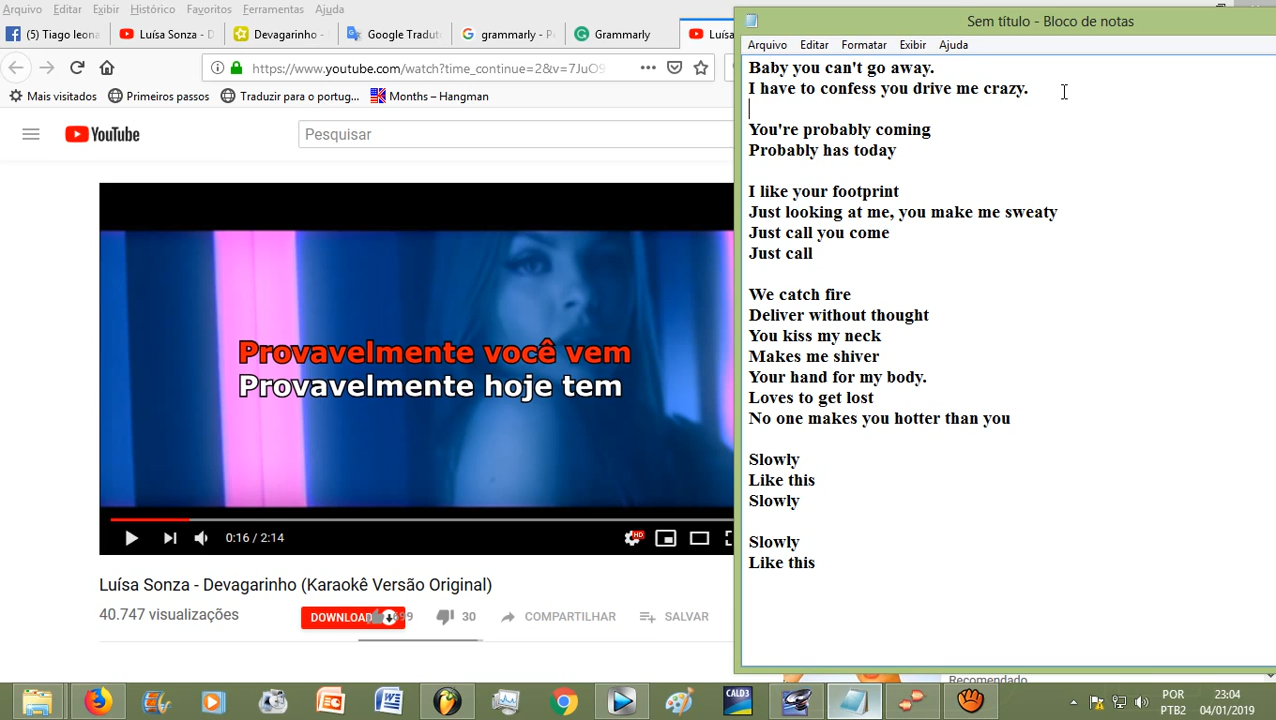 Arquivo Editar Exibir Histórico Favoritos Ferramentas Ajuda
(5) Tiago leona
Luísa Sonza - D
Devagarinho -
Google Tradut
grammarly - Pe
Grammarly
Luísa
https://www.youtube.com/watch?time_continue=2&v=7JuO9
Mais visitados
Primeiros passos
Traduzir para o portugu...
Months – Hangman
YouTube
Pesquisar
Provavelmente você vem
Provavelmente hoje tem
HD
0:16 / 2:14
Luísa Sonza - Devagarinho (Karaokê Versão Original)
40.747 visualizações
DOWNLOAD
30
COMPARTILHAR
SALVAR
Sem título - Bloco de notas
Arquivo Editar Formatar Exibir Ajuda
Baby you can't go away.
I have to confess you drive me crazy.
You're probably coming
Probably has today
I like your footprint
Just looking at me, you make me sweaty
Just call you come
Just call
We catch fire
Deliver without thought
You kiss my neck
Makes me shiver
Your hand for my body.
Loves to get lost
No one makes you hotter than you
Slowly
Like this
Slowly
Slowly
Like this
Recomendado
CALD3
POR
PTB2
23:04
04/01/2019